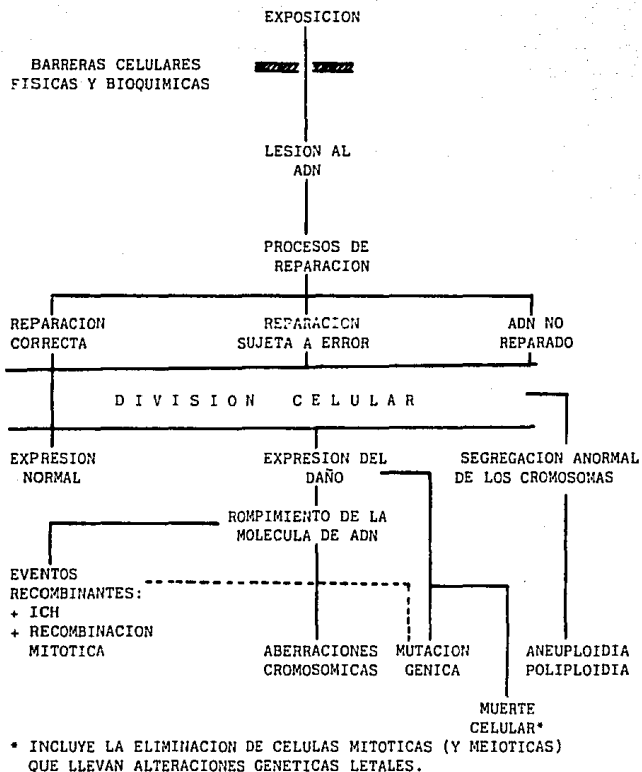 EXPOSICION
BARRERAS CELULARES
FISICAS Y BIOQUIMICAS
LESION AL
ADN
PROCESOS DE
REPARACION
REPARACION
CORRECTA
REPARACION
SUJETA A ERROR
ADN NO
REPARADO
DIVISION CELULAR
EXPRESION
NORMAL
EXPRESION DEL
DAÑO
SEGREGACION ANORMAL
DE LOS CROMOSOMAS
ROMPIMIENTO DE LA
MOLECULA DE ADN
EVENTOS
RECOMBINANTES:
+ ICH
+ RECOMBINACION
MITOTICA
ABERRACIONES
CROMOSOMICAS
MUTACION
GENICA
ANEUPLOIDIA
POLIPLOIDIA
MUERTE
CELULAR*
* INCLUYE LA ELIMINACION DE CELULAS MITOTICAS (Y MEIOTICAS)
QUE LLEVAN ALTERACIONES GENETICAS LETALES.